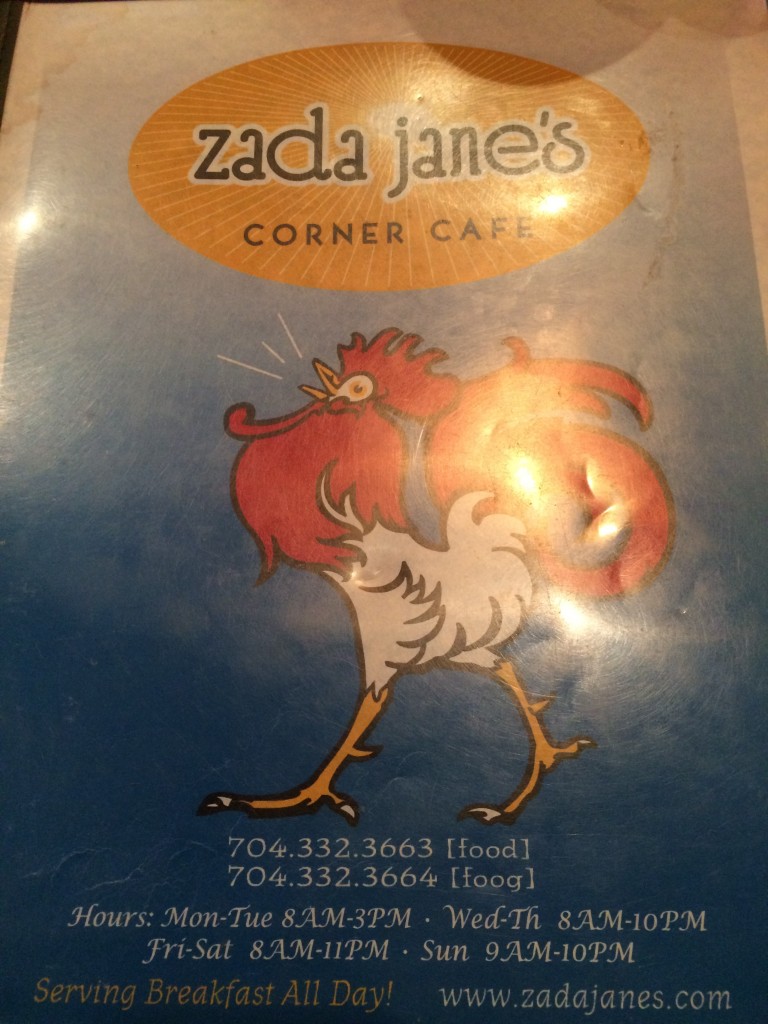 zada jane's
CORNER CAFE
704.332.3663 [food]
704.332.3664 [foog]
Hours: Mon-Tue 8AM-3PM · Wed-Th 8AM-10PM
Fri-Sat 8AM-11PM · Sun 9AM-10PM
Serving Breakfast All Day! www.zadajanes.com